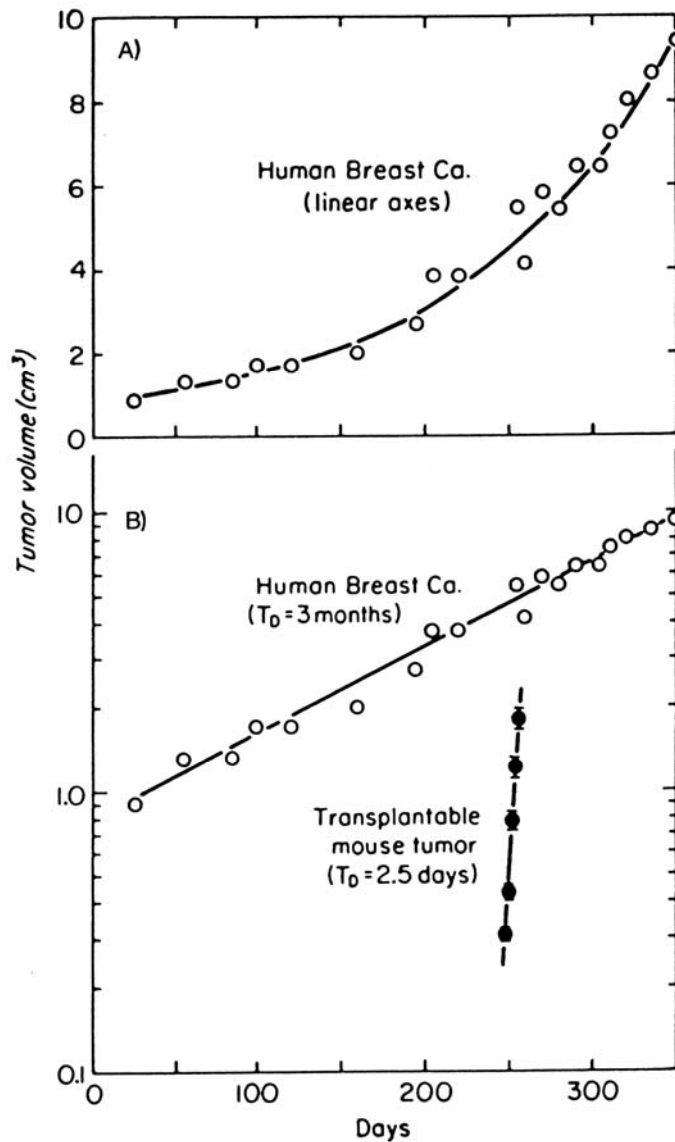 10
A)
8
Human Breast Ca.
(linear axes)
6
4
2
0
Tumor volume (cm³)
10
B)
Human Breast Ca.
(T_D = 3 months)
1.0
Transplantable
mouse tumor
(T_D = 2.5 days)
0.1
0
100
200
300
Days